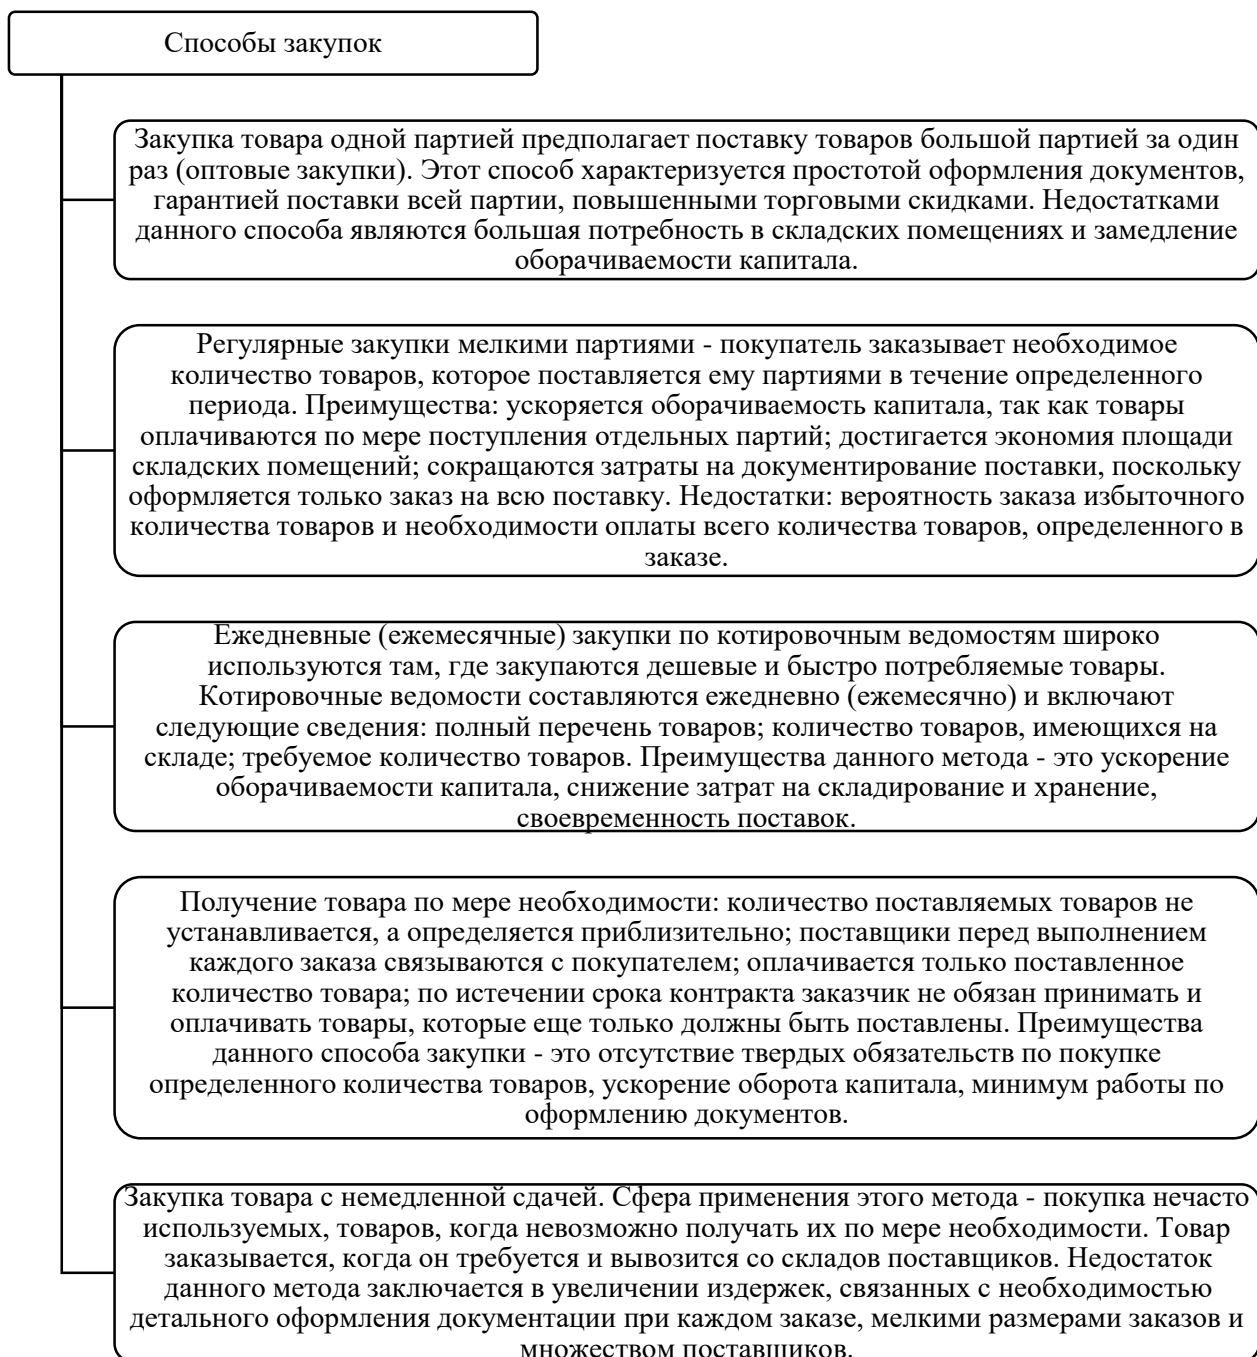 Способы закупок
Закупка товара одной партией предполагает поставку товаров большой партией за один
раз (оптовые закупки). Этот способ характеризуется простотой оформления документов,
гарантией поставки всей партии, повышенными торговыми скидками. Недостатками
данного способа являются большая потребность в складских помещениях и замедление
оборачиваемости капитала.
Регулярные закупки мелкими партиями - покупатель заказывает необходимое
количество товаров, которое поставляется ему партиями в течение определенного
периода. Преимущества: ускоряется оборачиваемость капитала, так как товары
оплачиваются по мере поступления отдельных партий; достигается экономия площади
складских помещений; сокращаются затраты на документирование поставки, поскольку
оформляется только заказ на всю поставку. Недостатки: вероятность заказа избыточного
количества товаров и необходимости оплаты всего количества товаров, определенного в
заказе.
Ежедневные (ежемесячные) закупки по котировочным ведомостям широко
используются там, где закупаются дешевые и быстро потребляемые товары.
Котировочные ведомости составляются ежедневно (ежемесячно) и включают
следующие сведения: полный перечень товаров; количество товаров, имеющихся на
складе; требуемое количество товаров. Преимущества данного метода - это ускорение
оборачиваемости капитала, снижение затрат на складирование и хранение,
своевременность поставок.
Получение товара по мере необходимости: количество поставляемых товаров не
устанавливается, а определяется приблизительно; поставщики перед выполнением
каждого заказа связываются с покупателем; оплачивается только поставленное
количество товара; по истечении срока контракта заказчик не обязан принимать и
оплачивать товары, которые еще только должны быть поставлены. Преимущества
данного способа закупки - это отсутствие твердых обязательств по покупке
определенного количества товаров, ускорение оборота капитала, минимум работы по
оформлению документов.
Закупка товара с немедленной сдачей. Сфера применения этого метода - покупка нечасто
используемых, товаров, когда невозможно получать их по мере необходимости. Товар
заказывается, когда он требуется и вывозится со складов поставщиков. Недостаток
данного метода заключается в увеличении издержек, связанных с необходимостью
детального оформления документации при каждом заказе, мелкими размерами заказов и
множеством поставщиков.